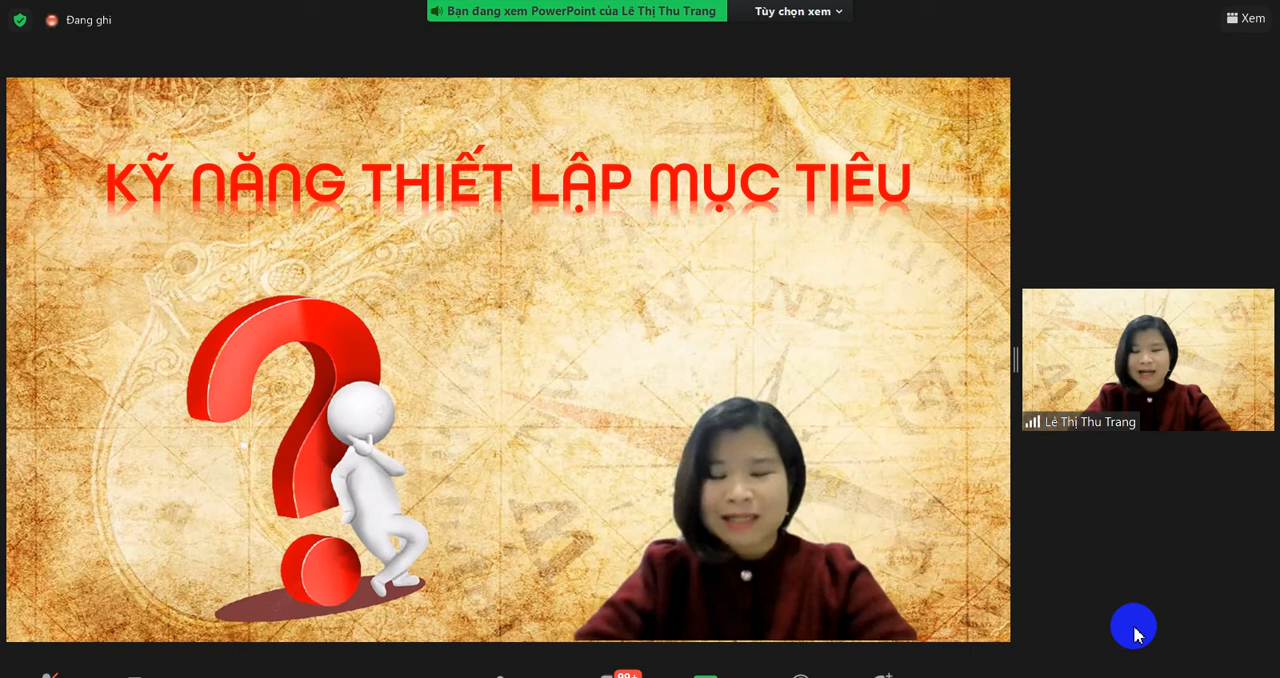 Đang ghi
Bạn đang xem PowerPoint của Lê Thị Thu Trang
Tùy chọn xem
Xem
KỸ NĂNG THIẾT LẬP MỤC TIÊU
NE
Lê Thị Thu Trang
99+